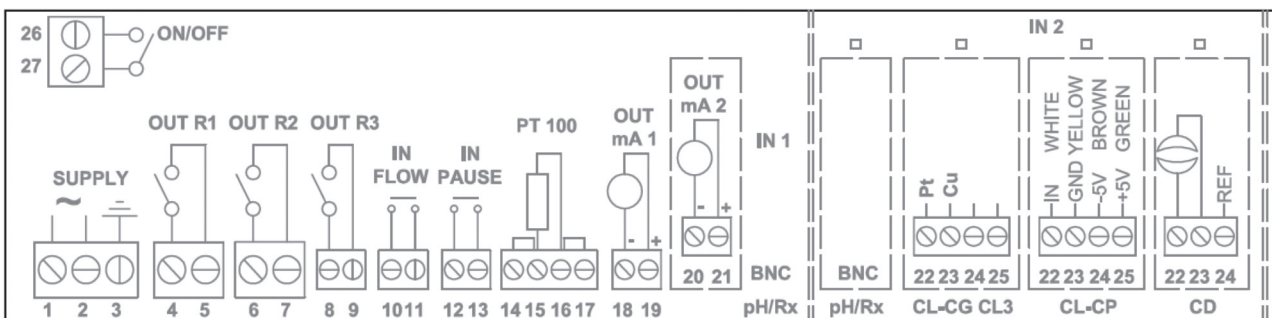 26 ON/OFF
27
IN 2
OUT mA 2
OUT R1 OUT R2 OUT R3 PT 100 OUT mA 1 IN 1
SUPPLY IN FLOW IN PAUSE
~
WHITE YELLOW BROWN GREEN
Pt Cu IN GND -5V +5V REF
- + - +
20 21 BNC BNC 22 23 24 25 22 23 24 25 22 23 24
1 2 3 4 5 6 7 8 9 10 11 12 13 14 15 16 17 18 19 pH/Rx pH/Rx CL-CG CL3 CL-CP CD